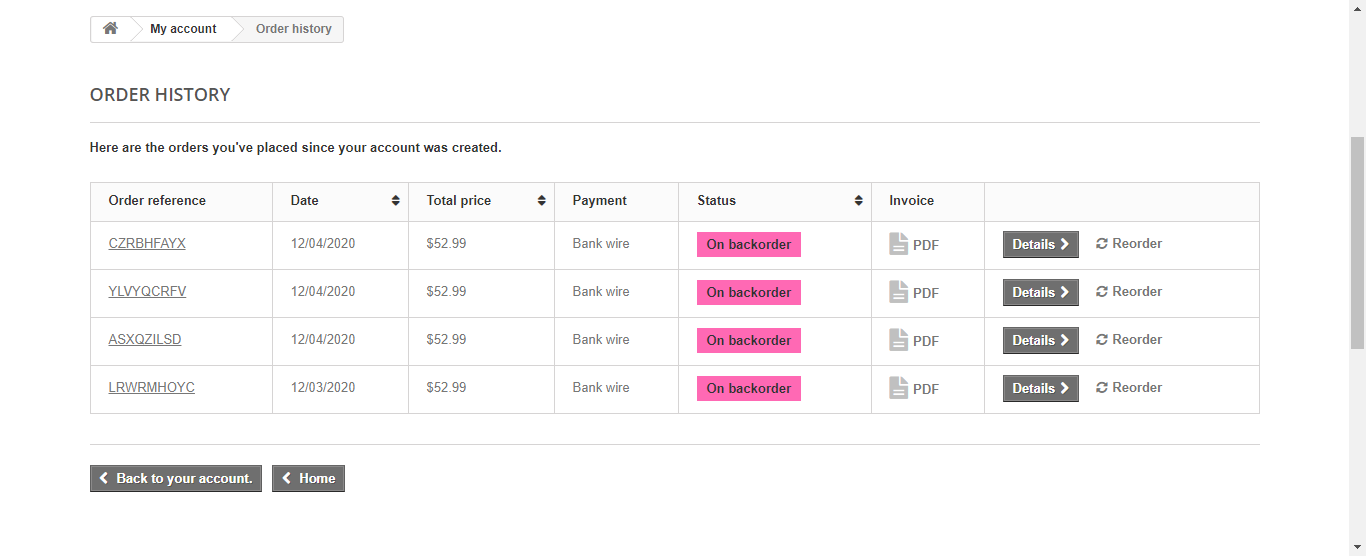 My account Order history
ORDER HISTORY
Here are the orders you've placed since your account was created.
Order reference Date Total price Payment Status Invoice
CZRBHFAYX 12/04/2020 $52.99 Bank wire On backorder PDF Details Reorder
YLVYQCRFV 12/04/2020 $52.99 Bank wire On backorder PDF Details Reorder
ASXQZILSD 12/04/2020 $52.99 Bank wire On backorder PDF Details Reorder
LRWRMHOYC 12/03/2020 $52.99 Bank wire On backorder PDF Details Reorder
Back to your account. Home